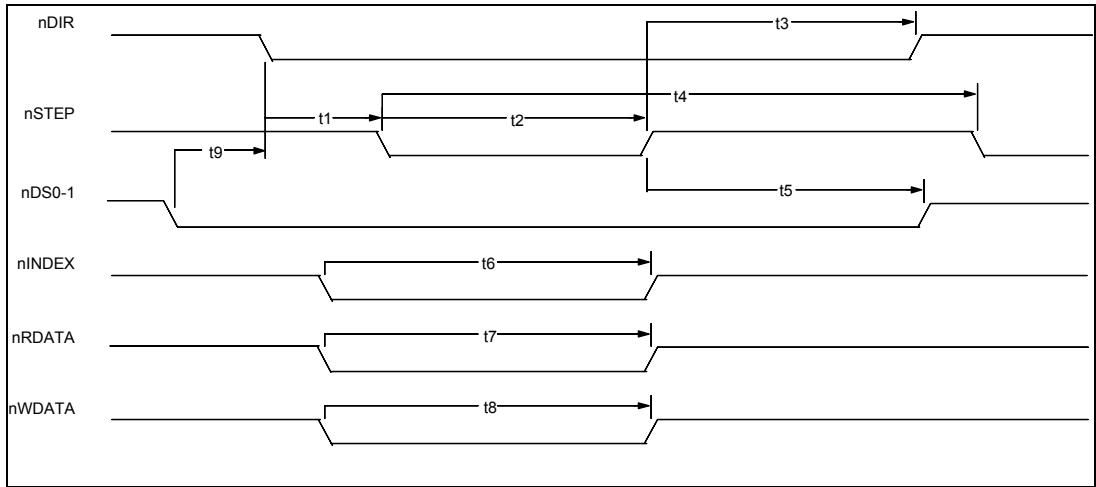 nDIR
t3
nSTEP
t4
t1
t2
t9
nDS0-1
t5
nINDEX
t6
nRDATA
t7
nWDATA
t8